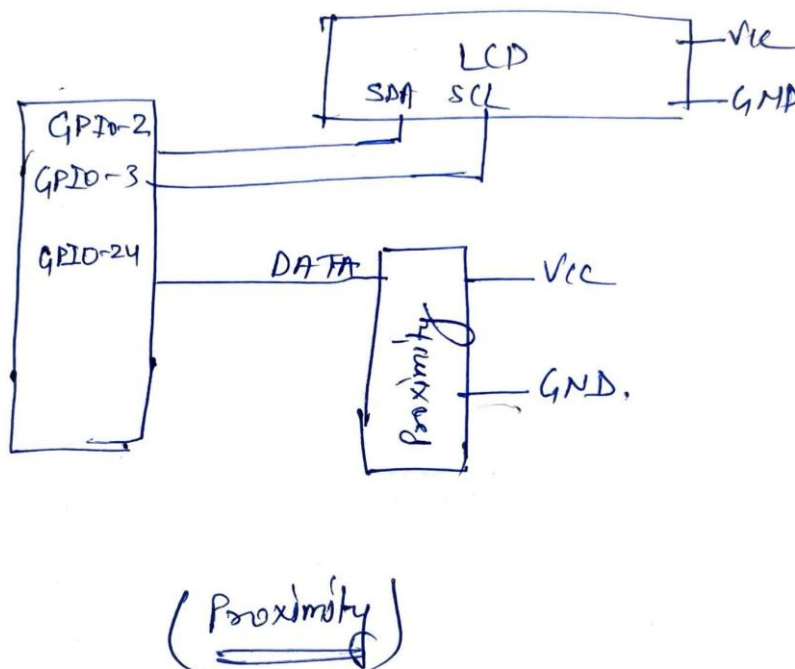 LCD
VCC
SDA SCL
GND
GPIO-2
GPIO-3
GPIO-24
DATA
VCC
Proximity
GND.
(Proximity)